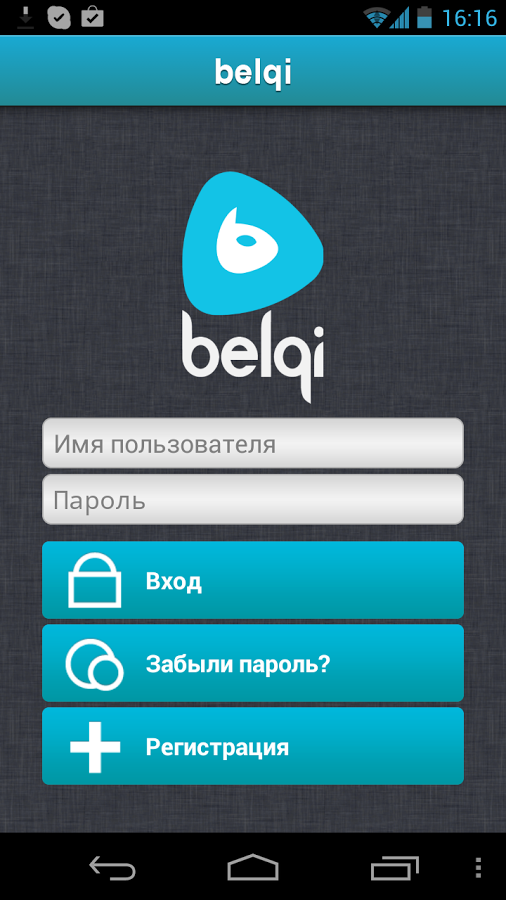 16:16
belqi
belqi
Имя пользователя
Пароль
Вход
Забыли пароль?
Регистрация